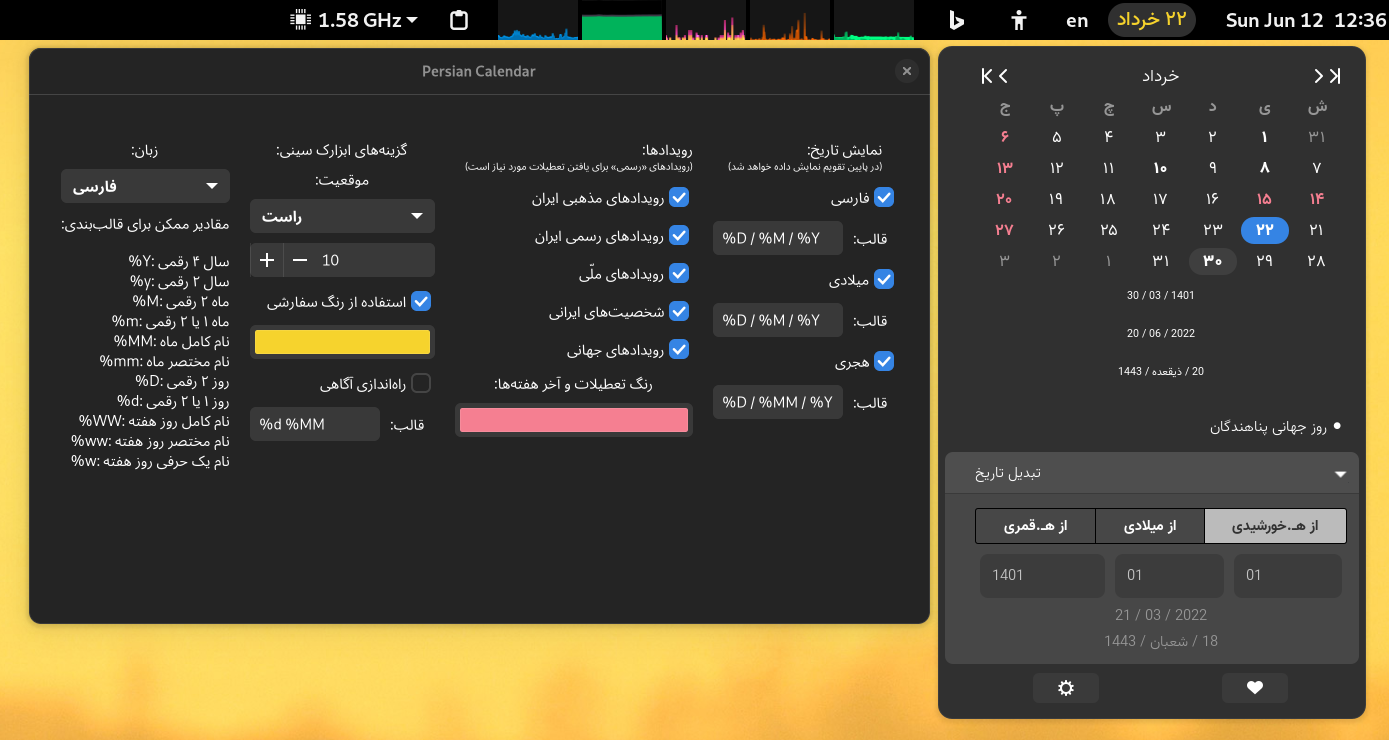 1.58 GHz
en
۲۲ خرداد
Sun Jun 12 12:36
Persian Calendar
نمایش تاریخ:
(در پایین تقویم نمایش داده خواهد شد)
فارسی
قالب:
%D / %M / %Y
میلادی
قالب:
%D / %M / %Y
هجری
قالب:
%D / %MM / %Y
رویدادها:
(رویدادهای «رسمی» برای یافتن تعطیلات مورد نیاز است)
رویدادهای مذهبی ایران
رویدادهای رسمی ایران
رویدادهای ملّی
شخصیت‌های ایرانی
رویدادهای جهانی
رنگ تعطیلات و آخر هفته‌ها:
گزینه‌های ابزارک سینی:
موقعیت:
راست
10
استفاده از رنگ سفارشی
راه‌اندازی آگاهی
قالب:
%d %MM
زبان:
فارسی
مقادیر ممکن برای قالب‌بندی:
سال ۴ رقمی :Y%
سال ۲ رقمی :y%
ماه ۲ رقمی :M%
ماه ۱ یا ۲ رقمی :m%
نام کامل ماه :MM%
نام مختصر ماه :mm%
روز ۲ رقمی :D%
روز ۱ یا ۲ رقمی :d%
نام کامل روز هفته :WW%
نام مختصر روز هفته :ww%
نام یک حرفی روز هفته :w%
خرداد
ش ی د س چ پ ج
۳۱ ۱ ۲ ۳ ۴ ۵ ۶
۷ ۸ ۹ ۱۰ ۱۱ ۱۲ ۱۳
۱۴ ۱۵ ۱۶ ۱۷ ۱۸ ۱۹ ۲۰
۲۱ ۲۲ ۲۳ ۲۴ ۲۵ ۲۶ ۲۷
۲۸ ۲۹ ۳۰ ۳۱ ۱ ۲ ۳
30 / 03 / 1401
20 / 06 / 2022
20 / ذیقعده / 1443
روز جهانی پناهندگان
تبدیل تاریخ
از هـ.خورشیدی از میلادی از هـ.قمری
1401 01 01
21 / 03 / 2022
18 / شعبان / 1443